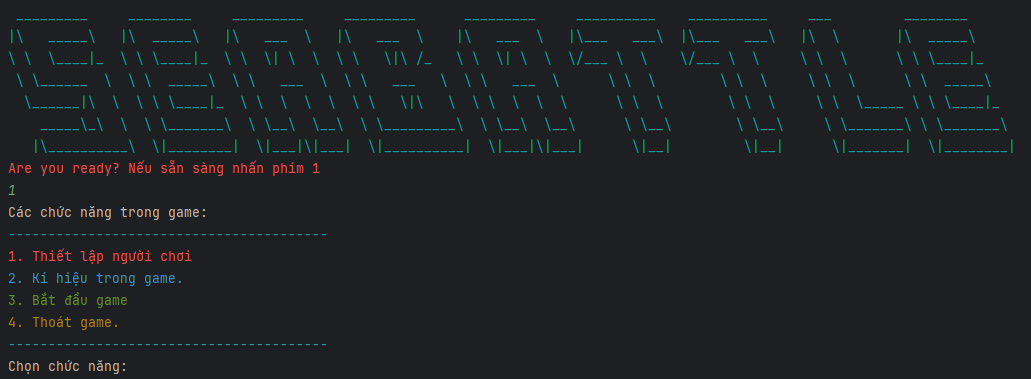 SEABATTLE
Are you ready? Nếu sẵn sàng nhấn phím 1
1
Các chức năng trong game:
----------------------------------------
1. Thiết lập người chơi
2. Kí hiệu trong game.
3. Bắt đầu game
4. Thoát game.
----------------------------------------
Chọn chức năng: